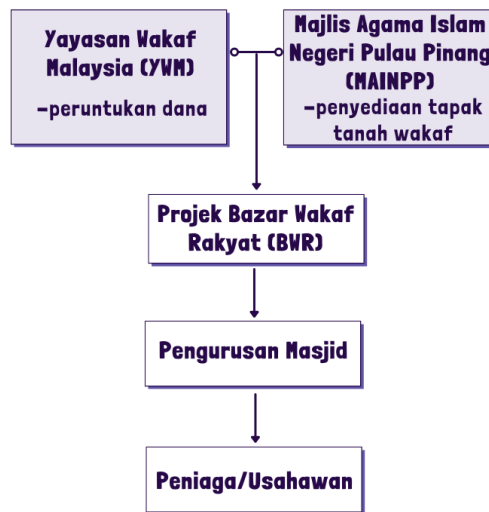 Yayasan Wakaf
Malaysia (YWM)
-peruntukan dana
Majlis Agama Islam
Negeri Pulau Pinang
(MAINPP)
-penyediaan tapak
tanah wakaf
Projek Bazar Wakaf
Rakyat (BWR)
Pengurusan Masjid
Peniaga/Usahawan